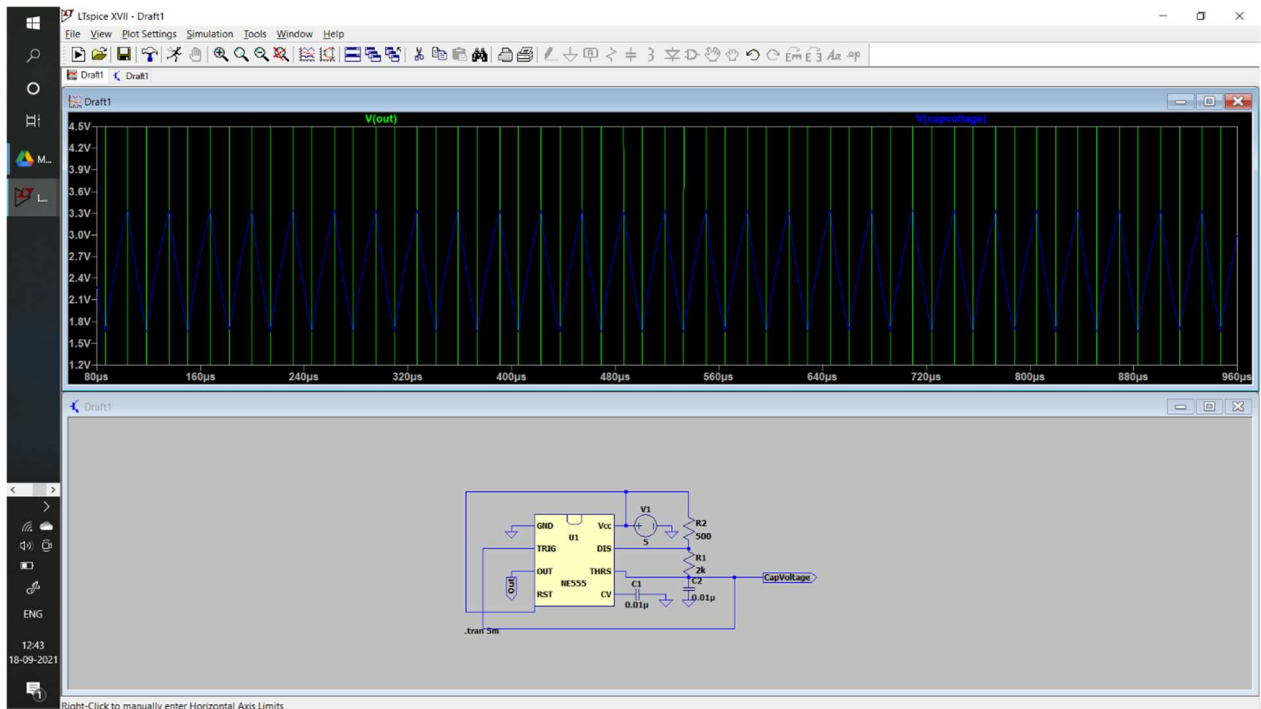 LTspice XVII - Draft1
File View Plot Settings Simulation Tools Window Help
Draft1 Draft1
Draft1
V(out) V(capvoltage)
4.5V
4.2V
3.9V
3.6V
3.3V
3.0V
2.7V
2.4V
2.1V
1.8V
1.5V
1.2V
80µs 160µs 240µs 320µs 400µs 480µs 560µs 640µs 720µs 800µs 880µs 960µs
Draft1
GND Vcc
U1
TRIG DIS
OUT THRS
NE555
RST CV
out
V1
5
R2
500
R1
2k
C2
0.01µ
C1
0.01µ
CapVoltage
.tran 5m
Right-Click to manually enter Horizontal Axis Limits
M...
L...
ENG
12:43
18-09-2021
1